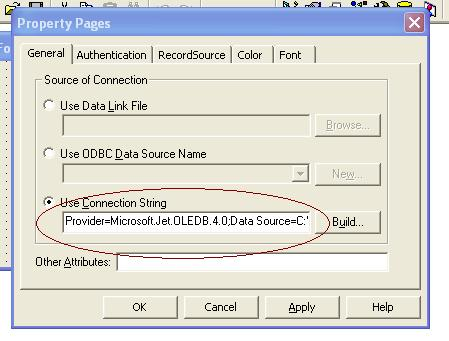 Property Pages
Fo
General Authentication RecordSource Color Font
Source of Connection
Use Data Link File
Browse...
Use ODBC Data Source Name
New...
Use Connection String
Provider=Microsoft.Jet.OLEDB.4.0;Data Source=C:
Build...
Other Attributes:
OK Cancel Apply Help